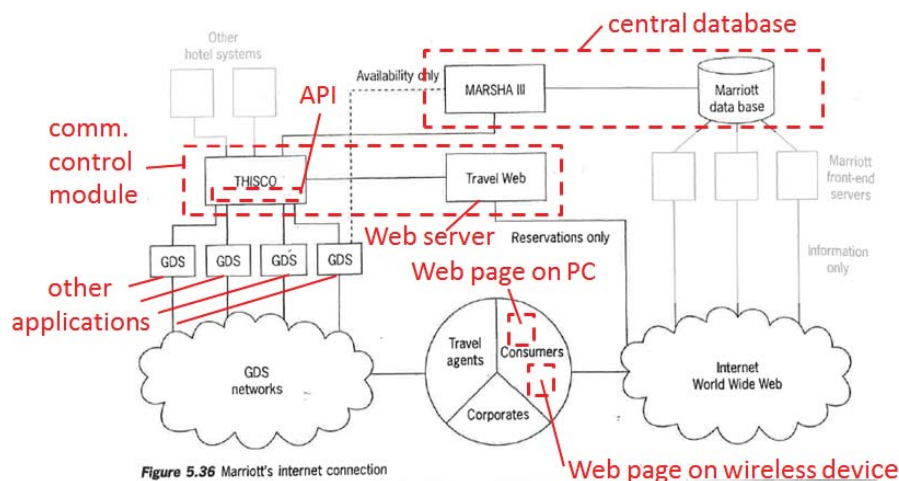 central database
Other
hotel systems
Availability only
API
MARSHA III
Marriott
data base
comm.
control
module
THISCO
Travel Web
Marriott
front-end
servers
Web server
Reservations only
GDS
GDS
GDS
GDS
Information
only
other
applications
Web page on PC
Travel
agents
Consumers
Corporates
GDS
networks
Internet
World Wide Web
Web page on wireless device
Figure 5.36 Marriott's internet connection